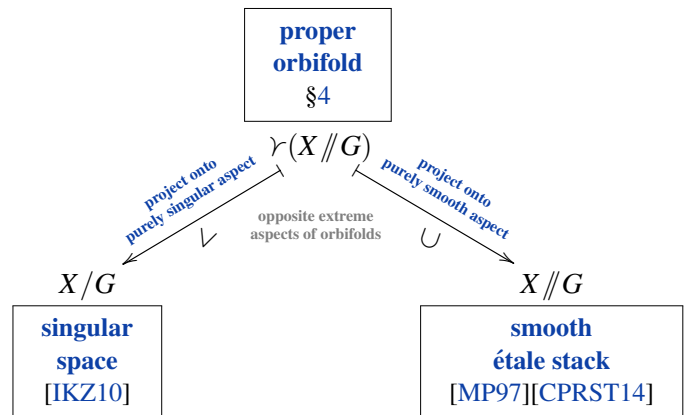 proper
orbifold
§4
ʏ(X⫽G)
project onto
purely singular aspect
project onto
purely smooth aspect
opposite extreme
aspects of orbifolds
<
∪
X/G
X⫽G
singular
space
[IKZ10]
smooth
étale stack
[MP97][CPRST14]